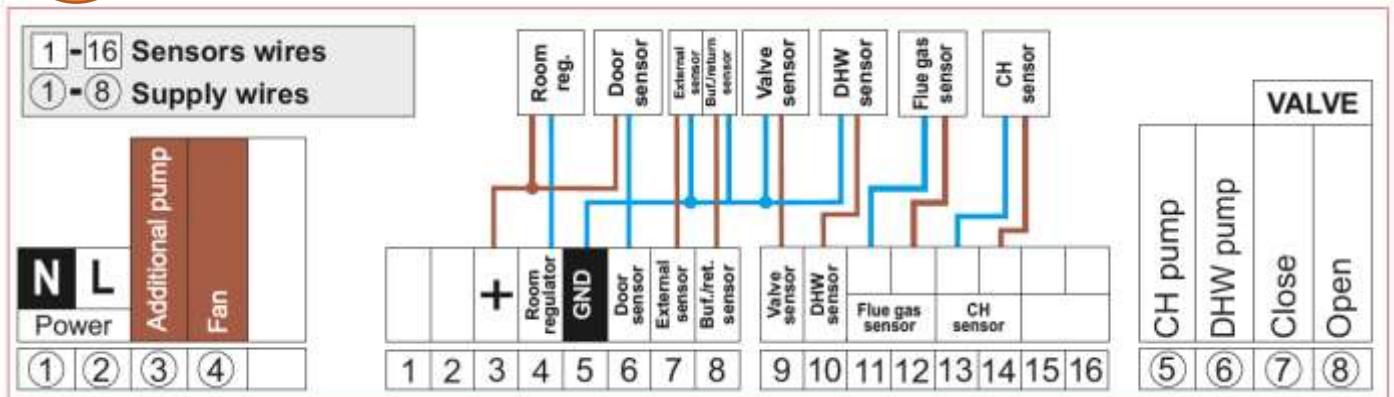 1 - 16 Sensors wires
① - ⑧ Supply wires
Room
reg.
Door
sensor
External
sensor
Buf./return
sensor
Valve
sensor
DHW
sensor
Flue gas
sensor
CH
sensor
VALVE
N L
Power
Additional pump
Fan
+
Room
regulator
GND
Door
sensor
External
sensor
Buf./ret.
sensor
Valve
sensor
DHW
sensor
Flue gas
sensor
CH
sensor
CH pump
DHW pump
Close
Open
① ② ③ ④
1 2 3 4 5 6 7 8
9 10 11 12 13 14 15 16
⑤ ⑥ ⑦ ⑧